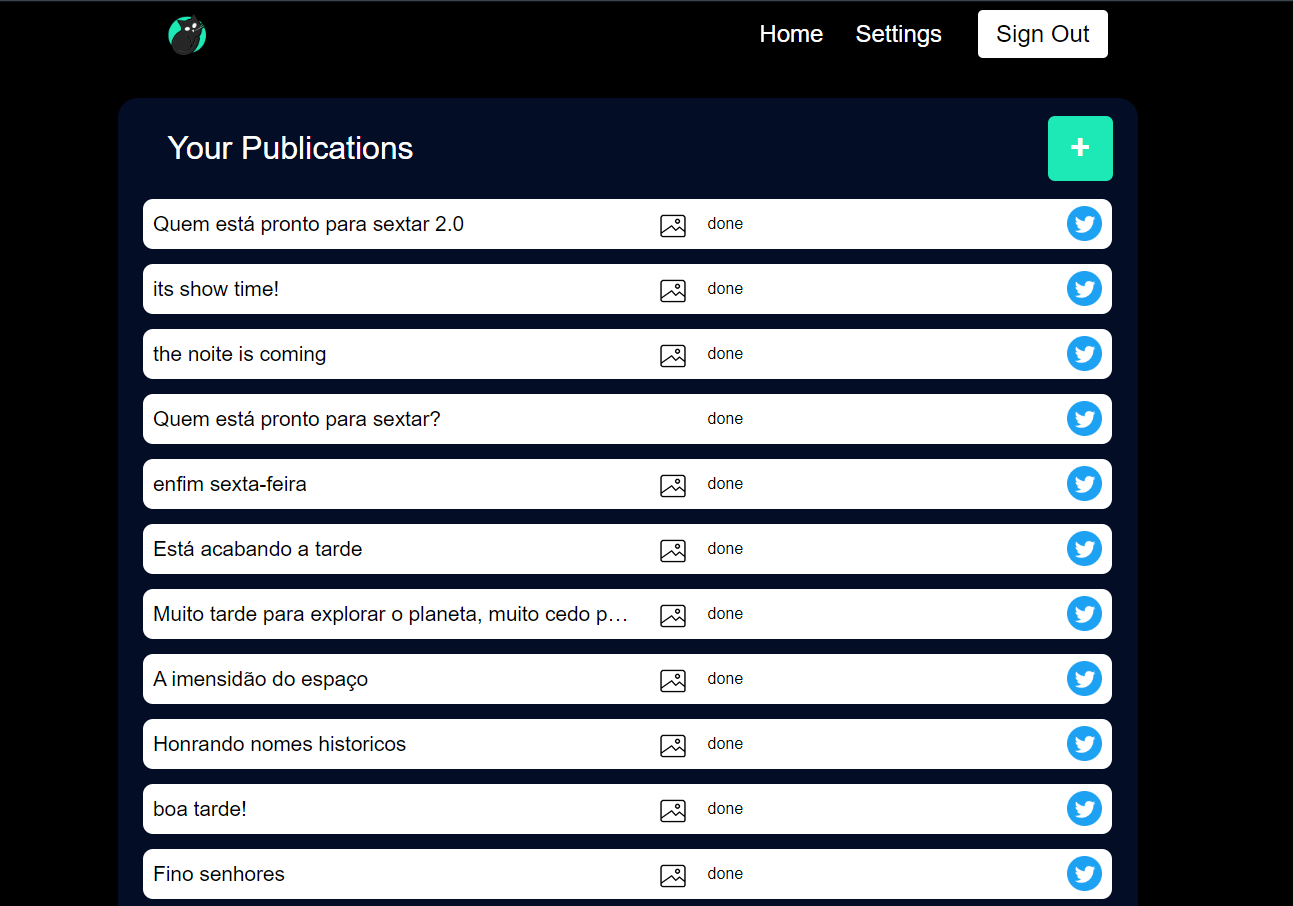 Home Settings Sign Out
Your Publications +
Quem está pronto para sextar 2.0 done
its show time! done
the noite is coming done
Quem está pronto para sextar? done
enfim sexta-feira done
Está acabando a tarde done
Muito tarde para explorar o planeta, muito cedo p... done
A imensidão do espaço done
Honrando nomes historicos done
boa tarde! done
Fino senhores done